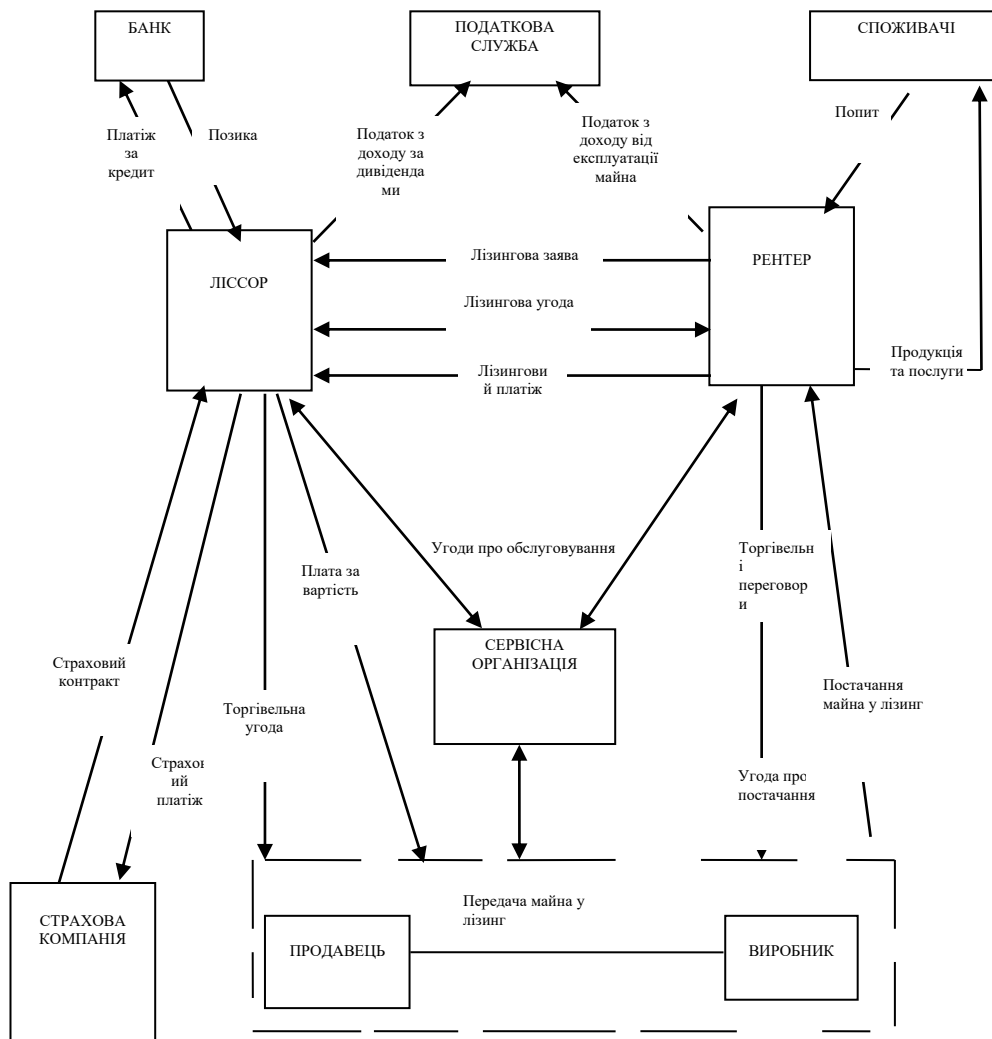 БАНК
ПОДАТКОВА
СЛУЖБА
СПОЖИВАЧІ
Платіж
за
кредит
Позика
Податок з
доходу за
дивіденда
ми
Податок з
доходу від
експлуатації
майна
Попит
ЛІССОР
Лізингова заява
РЕНТЕР
Лізингова угода
Лізингови
й платіж
Продукція
та послуги
Плата за
вартість
Угоди про обслуговування
Торгівельн
і
переговор
и
СЕРВІСНА
ОРГАНІЗАЦІЯ
Страховий
контракт
Торгівельна
угода
Постачання
майна у лізинг
Страхов
ий
платіж
Угода про
постачання
Передача майна у
лізинг
СТРАХОВА
КОМПАНІЯ
ПРОДАВЕЦЬ
ВИРОБНИК